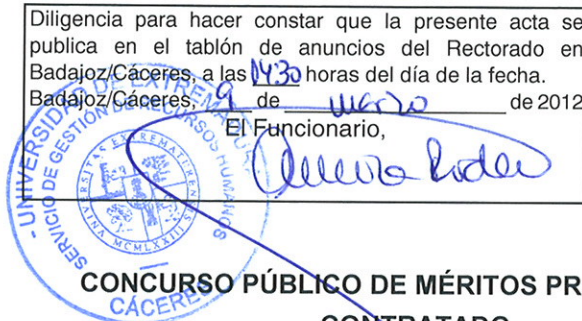 Diligencia para hacer constar que la presente acta se
publica en el tablón de anuncios del Rectorado en
Badajoz/Cáceres, a las 14:30 horas del día de la fecha.
Badajoz/Cáceres, 9 de marzo de 2012
El Funcionario,
- UNIVERSIDAD DE EXTREMADURA -
SERVICIO DE GESTIÓN DE RECURSOS HUMANOS
MCMLXXIII
CÁCERES
CONCURSO PÚBLICO DE MÉRITOS PR
CONTRATADO